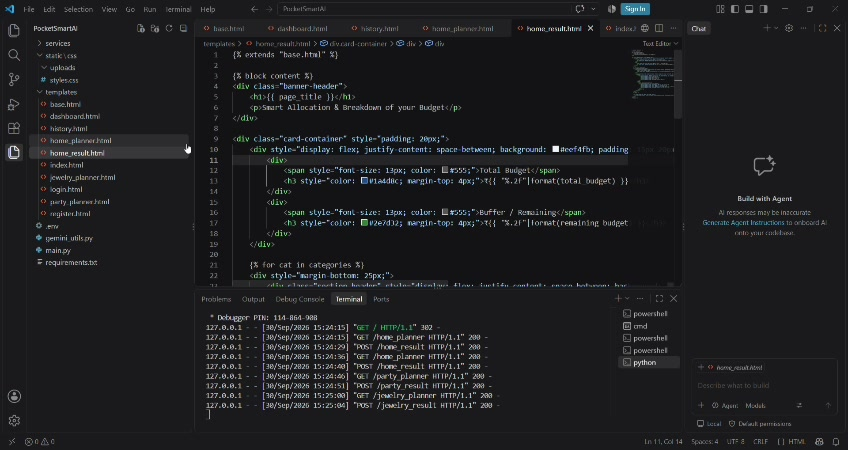 File Edit Selection View Go Run Terminal Help
PocketSmartAI
Sign In
POCKETSMARTAI
services
static \ css
uploads
styles.css
templates
base.html
dashboard.html
history.html
home_planner.html
home_result.html
index.html
jewelry_planner.html
login.html
party_planner.html
register.html
.env
gemini_utils.py
main.py
requirements.txt
base.html dashboard.html history.html home_planner.html home_result.html index.
templates > home_result.html > div.card-container > div > div
Text Editor
1 {% extends "base.html" %}
2
3 {% block content %}
4 <div class="banner-header">
5 <h1>{{ page_title }}</h1>
6 <p>Smart Allocation & Breakdown of your Budget</p>
7 </div>
8
9 <div class="card-container" style="padding: 20px;">
10 <div style="display: flex; justify-content: space-between; background: #eef4fb; padding
11 <div>
12 <span style="font-size: 13px; color: #555;">Total Budget</span>
13 <h3 style="color: #1a4d8c; margin-top: 4px;">₹{{ "%.2f"|format(total_budget) }}
14 </div>
15 <div>
16 <span style="font-size: 13px; color: #555;">Buffer / Remaining</span>
17 <h3 style="color: #2e7d32; margin-top: 4px;">₹{{ "%.2f"|format(remaining_budget
18 </div>
19 </div>
20
21 {% for cat in categories %}
22 <div style="margin-bottom: 25px;">
Problems Output Debug Console Terminal Ports
* Debugger PIN: 114-864-908
127.0.0.1 - - [30/Sep/2026 15:24:15] "GET / HTTP/1.1" 302 -
127.0.0.1 - - [30/Sep/2026 15:24:15] "GET /home_planner HTTP/1.1" 200 -
127.0.0.1 - - [30/Sep/2026 15:24:29] "POST /home_result HTTP/1.1" 200 -
127.0.0.1 - - [30/Sep/2026 15:24:36] "GET /home_planner HTTP/1.1" 200 -
127.0.0.1 - - [30/Sep/2026 15:24:40] "POST /home_result HTTP/1.1" 200 -
127.0.0.1 - - [30/Sep/2026 15:24:46] "GET /party_planner HTTP/1.1" 200 -
127.0.0.1 - - [30/Sep/2026 15:24:51] "POST /party_result HTTP/1.1" 200 -
127.0.0.1 - - [30/Sep/2026 15:25:00] "GET /jewelry_planner HTTP/1.1" 200 -
127.0.0.1 - - [30/Sep/2026 15:25:04] "POST /jewelry_result HTTP/1.1" 200 -
powershell
cmd
powershell
powershell
python
Chat
Build with Agent
AI responses may be inaccurate
Generate Agent Instructions to onboard AI
onto your codebase.
home_result.html
Describe what to build
Agent Models
Local Default permissions
0 0
Ln 11, Col 14 Spaces: 4 UTF-8 CRLF HTML